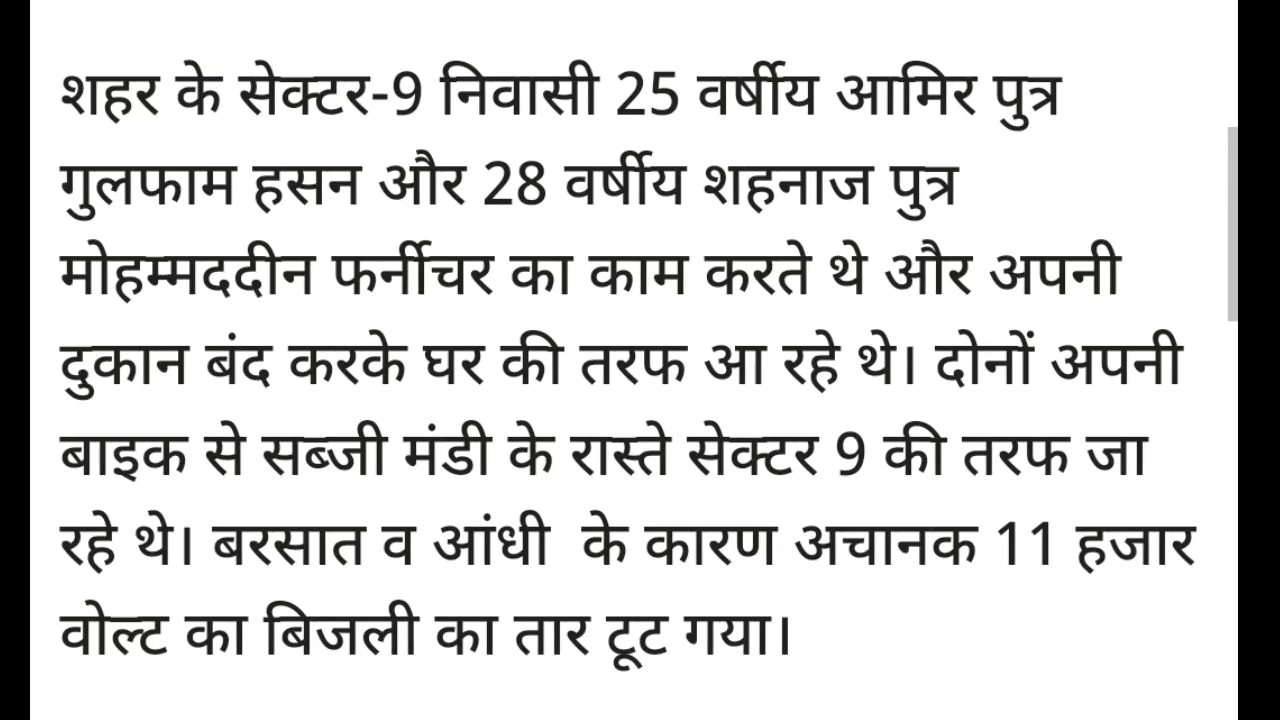 शहर के सेक्टर-9 निवासी 25 वर्षीय आमिर पुत्र
गुलफाम हसन और 28 वर्षीय शहनाज पुत्र
मोहम्मददीन फर्नीचर का काम करते थे और अपनी
दुकान बंद करके घर की तरफ आ रहे थे। दोनों अपनी
बाइक से सब्जी मंडी के रास्ते सेक्टर 9 की तरफ जा
रहे थे। बरसात व आंधी  के कारण अचानक 11 हजार
वोल्ट का बिजली का तार टूट गया।